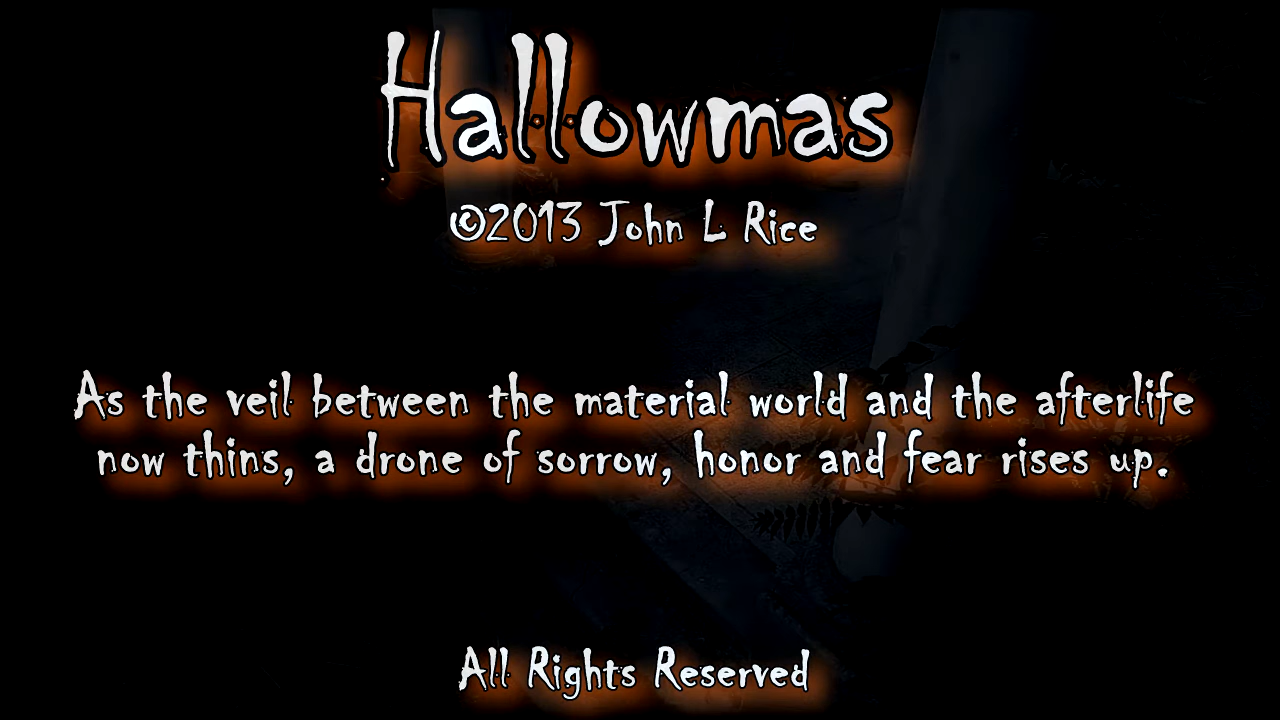 Hallowmas
©2013 John L Rice
As the veil between the material world and the afterlife
now thins, a drone of sorrow, honor and fear rises up.
All Rights Reserved